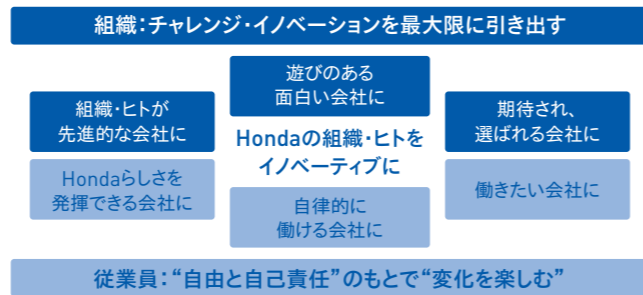 組織：チャレンジ・イノベーションを最大限に引き出す
遊びのある
面白い会社に
組織・ヒトが
先進的な会社に
期待され、
選ばれる会社に
Hondaの組織・ヒトを
イノベーティブに
Hondaらしさを
発揮できる会社に
働きたい会社に
自律的に
働ける会社に
従業員：“自由と自己責任”のもとで“変化を楽しむ”